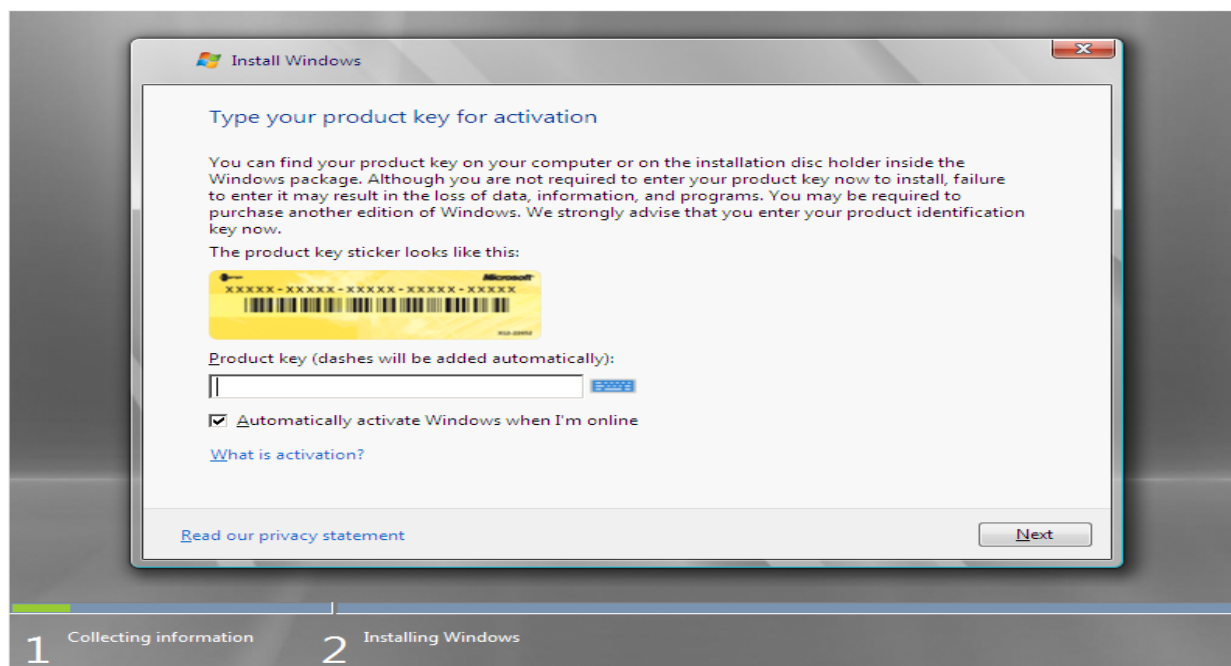 Install Windows
Type your product key for activation
You can find your product key on your computer or on the installation disc holder inside the
Windows package. Although you are not required to enter your product key now to install, failure
to enter it may result in the loss of data, information, and programs. You may be required to
purchase another edition of Windows. We strongly advise that you enter your product identification
key now.
The product key sticker looks like this:
Microsoft
XXXXX-XXXXX-XXXXX-XXXXX-XXXXX
Product key (dashes will be added automatically):
Automatically activate Windows when I'm online
What is activation?
Read our privacy statement
Next
1 Collecting information
2 Installing Windows